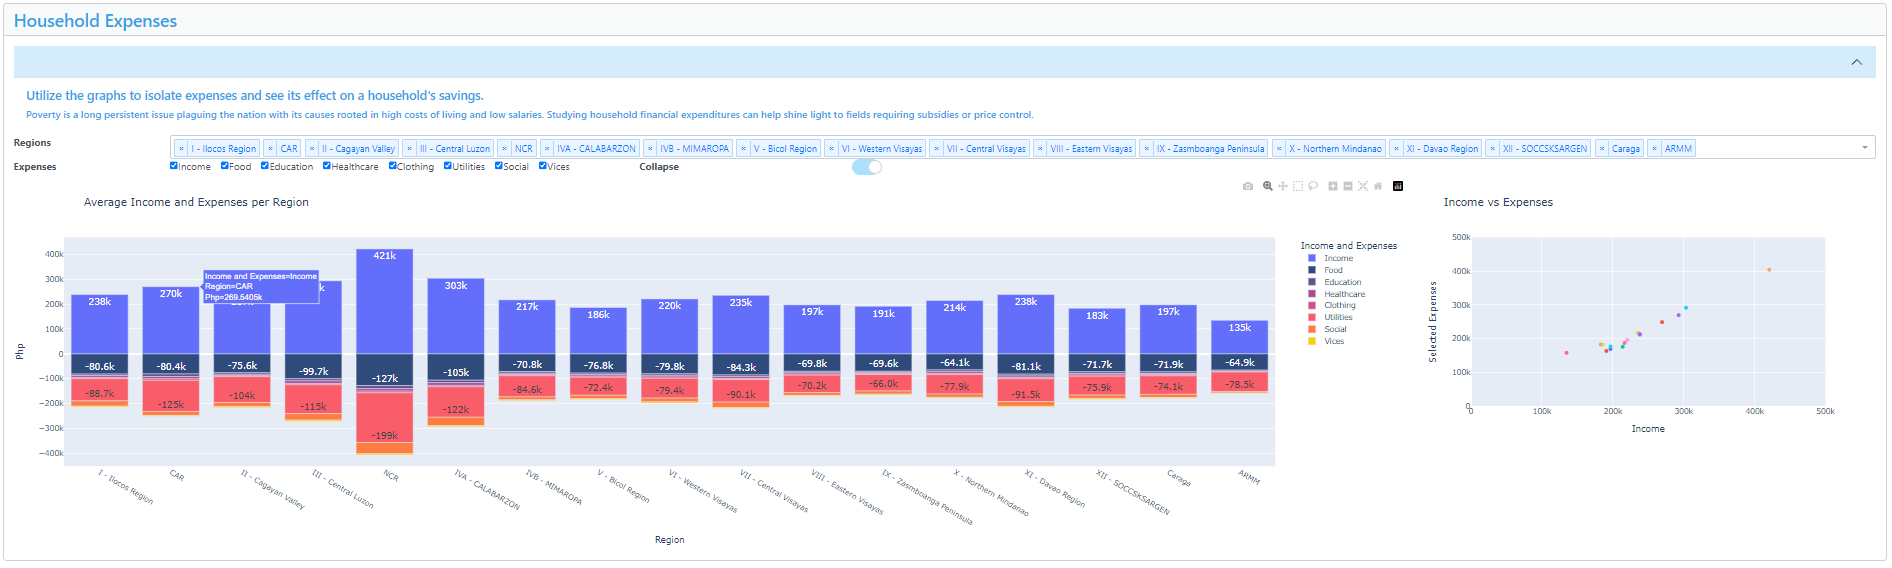 Household Expenses
Utilize the graphs to isolate expenses and see its effect on a household's savings.
Poverty is a long persistent issue plaguing the nation with its causes rooted in high costs of living and low salaries. Studying household financial expenditures can help shine light to fields requiring subsidies or price control.
Regions × I - Ilocos Region × CAR × II - Cagayan Valley × III - Central Luzon × NCR × IVA - CALABARZON × IVB - MIMAROPA × V - Bicol Region × VI - Western Visayas × VII - Central Visayas × VIII - Eastern Visayas × IX - Zasmboanga Peninsula × X - Northern Mindanao × XI - Davao Region × XII - SOCCSKSARGEN × Caraga × ARMM
Expenses Income Food Education Healthcare Clothing Utilities Social Vices Collapse
Average Income and Expenses per Region
400k
300k
200k
100k
0
−100k
−200k
−300k
−400k
Php
238k 270k 421k 303k 217k 186k 220k 235k 197k 191k 214k 238k 183k 197k 135k
Income and Expenses=Income
Region=CAR
Php=269.5405k
-80.6k -80.4k -75.6k -99.7k -127k -105k -70.8k -76.8k -79.8k -84.3k -69.8k -69.6k -64.1k -81.1k -71.7k -71.9k -64.9k
-88.7k -125k -104k -115k -199k -122k -84.6k -72.4k -79.4k -90.1k -70.2k -66.0k -77.9k -91.5k -75.9k -74.1k -78.5k
I - Ilocos Region
CAR
II - Cagayan Valley
III - Central Luzon
NCR
IVA - CALABARZON
IVB - MIMAROPA
V - Bicol Region
VI - Western Visayas
VII - Central Visayas
VIII - Eastern Visayas
IX - Zasmboanga Peninsula
X - Northern Mindanao
XI - Davao Region
XII - SOCCSKSARGEN
Caraga
ARMM
Region
Income and Expenses
Income
Food
Education
Healthcare
Clothing
Utilities
Social
Vices
Income vs Expenses
500k
400k
300k
200k
100k
0
Selected Expenses
0 100k 200k 300k 400k 500k
Income